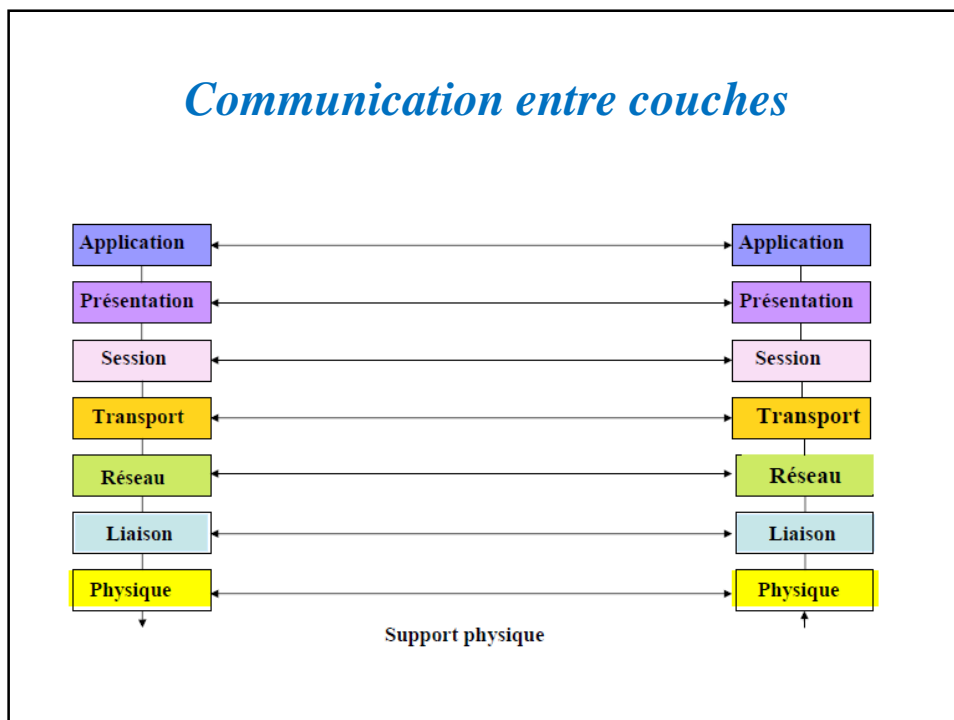 Communication entre couches
Application Application
Présentation Présentation
Session Session
Transport Transport
Réseau Réseau
Liaison Liaison
Physique Physique
Support physique